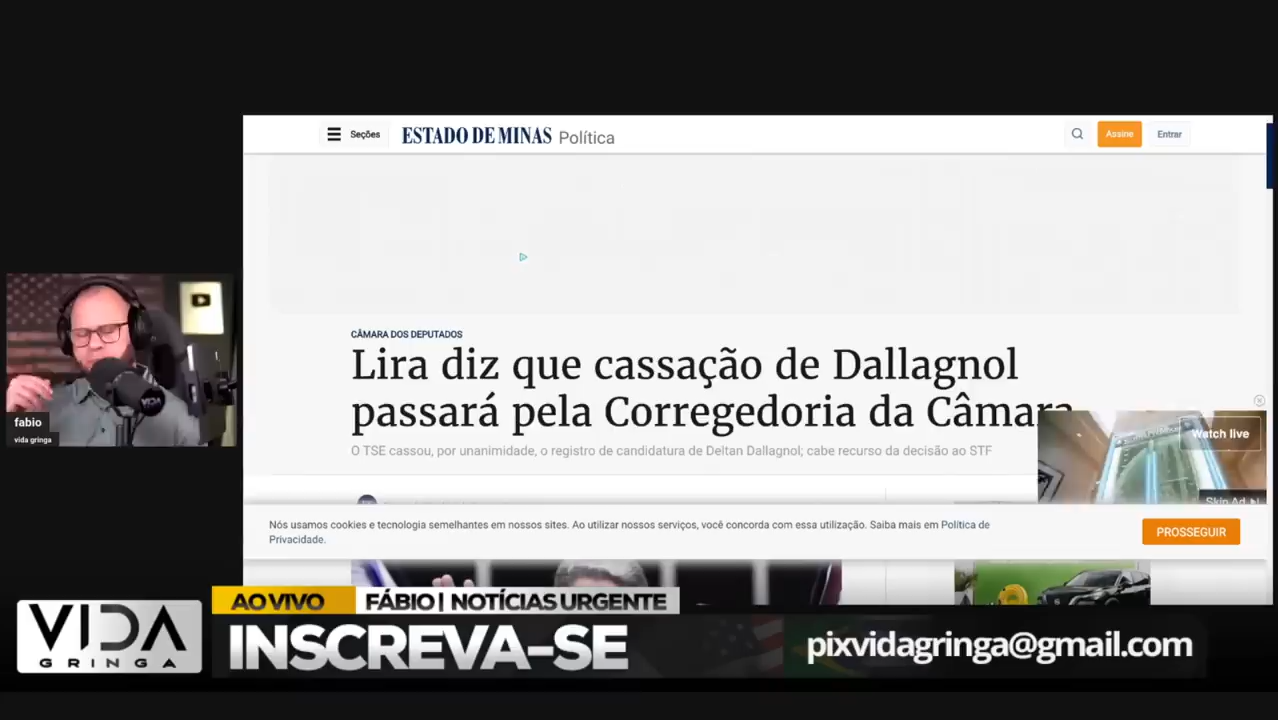 Seções
ESTADO DE MINAS Política
Assine
Entrar
CÂMARA DOS DEPUTADOS
Lira diz que cassação de Dallagnol
passará pela Corregedoria da Câmara
O TSE cassou, por unanimidade, o registro de candidatura de Deltan Dallagnol; cabe recurso da decisão ao STF
Watch live
Skip Ad
Nós usamos cookies e tecnologia semelhantes em nossos sites. Ao utilizar nossos serviços, você concorda com essa utilização. Saiba mais em Política de
Privacidade.
PROSSEGUIR
fabio
vida gringa
VIDA
AO VIVO
FÁBIO | NOTÍCIAS URGENTE
VIDA
GRINGA
INSCREVA-SE
pixvidagringa@gmail.com